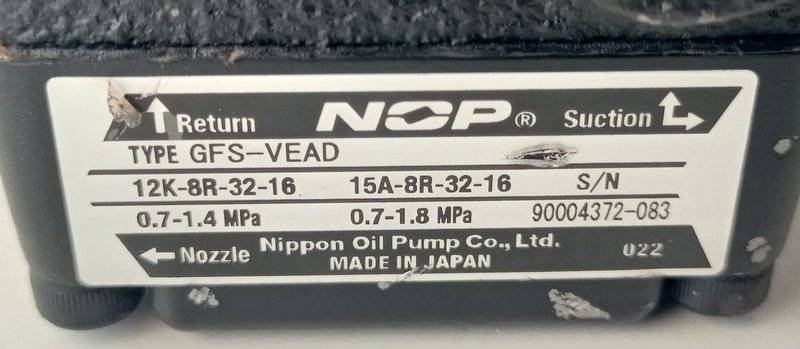 Return NOP® Suction
TYPE GFS-VEAD
12K-8R-32-16 15A-8R-32-16 S/N
0.7-1.4 MPa 0.7-1.8 MPa 90004372-083
Nozzle Nippon Oil Pump Co., Ltd. 022
MADE IN JAPAN